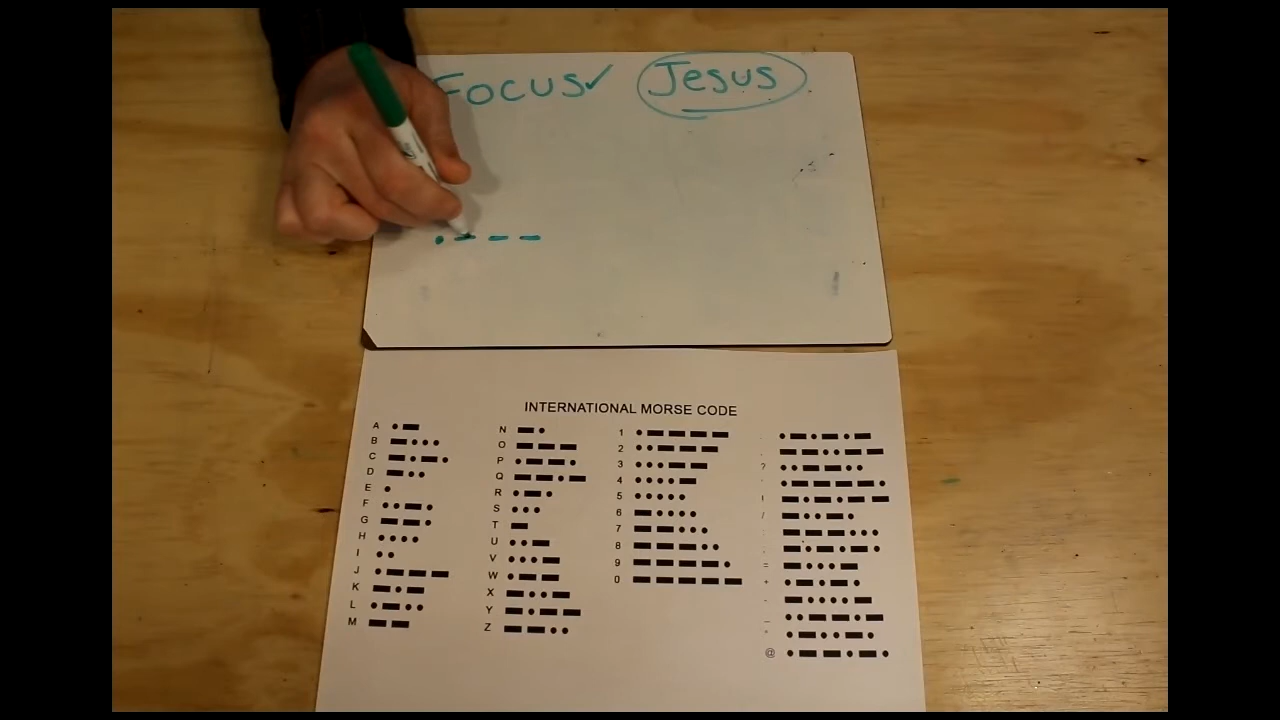 Focus✓ Jesus
· – – –
INTERNATIONAL MORSE CODE
A ·–
B –···
C –·–·
D –··
E ·
F ··–·
G ––·
H ····
I ··
J ·–––
K –·–
L ·–··
M ––
N –·
O –––
P ·––·
Q ––·–
R ·–·
S ···
T –
U ··–
V ···–
W ·––
X –··–
Y –·––
Z ––··
1 ·––––
2 ··–––
3 ···––
4 ····–
5 ·····
6 –····
7 ––···
8 –––··
9 ––––·
0 –––––
. ·–·–·–
, ––··––
? ··––··
' ·––––·
! –·–·––
/ –··–·
: –––···
; –·–·–·
= –···–
+ ·–·–·
- –····–
_ ··––·–
" ·–··–·
@ ·––·–·